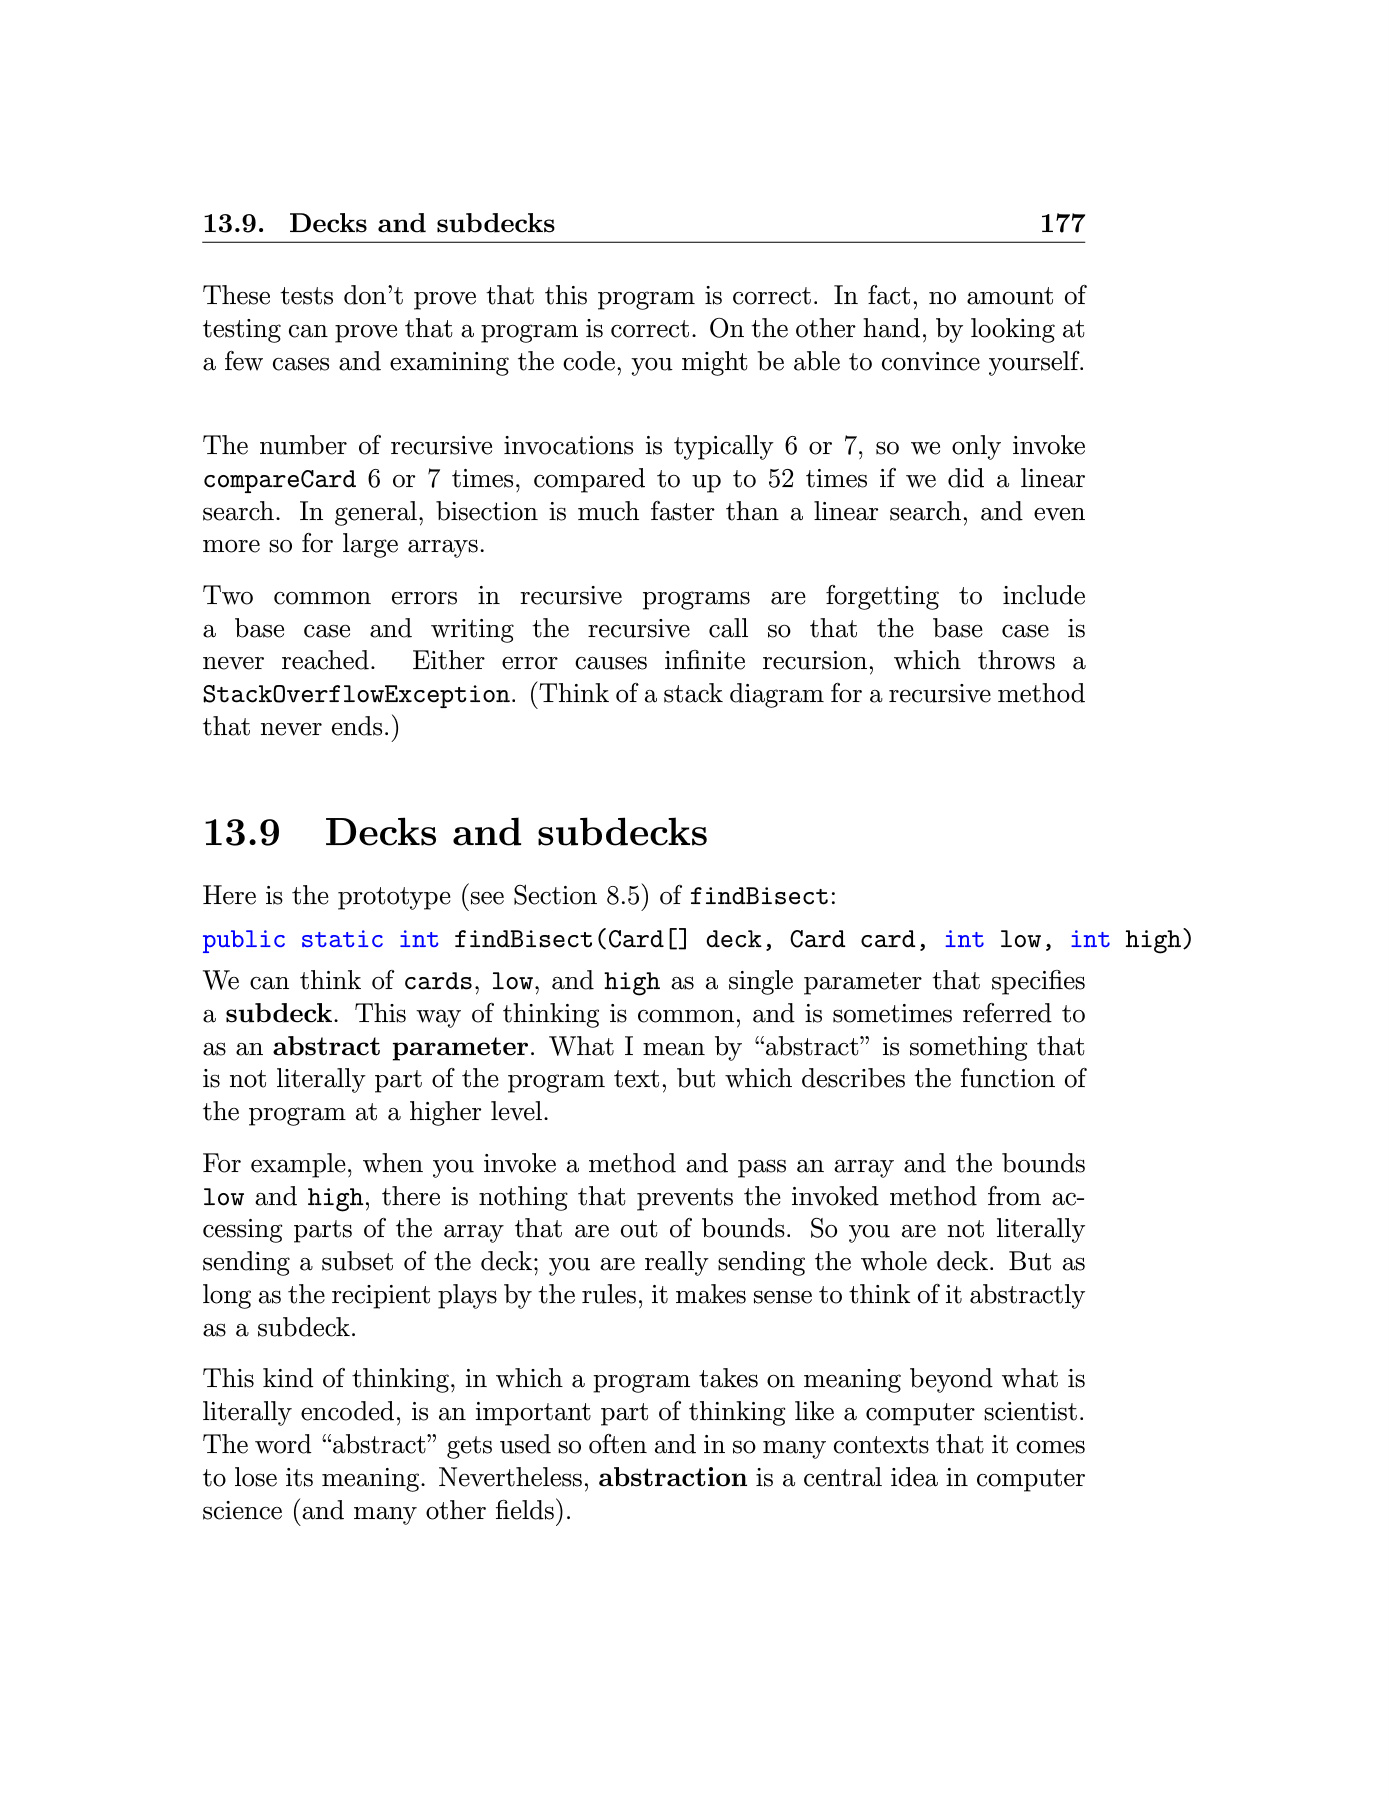 13.9. Decks and subdecks 177
These tests don’t prove that this program is correct. In fact, no amount of
testing can prove that a program is correct. On the other hand, by looking at
a few cases and examining the code, you might be able to convince yourself.
The number of recursive invocations is typically 6 or 7, so we only invoke
compareCard 6 or 7 times, compared to up to 52 times if we did a linear
search. In general, bisection is much faster than a linear search, and even
more so for large arrays.
Two common errors in recursive programs are forgetting to include
a base case and writing the recursive call so that the base case is
never reached. Either error causes infinite recursion, which throws a
StackOverflowException. (Think of a stack diagram for a recursive method
that never ends.)
13.9 Decks and subdecks
Here is the prototype (see Section 8.5) of findBisect:
public static int findBisect(Card[] deck, Card card, int low, int high)
We can think of cards, low, and high as a single parameter that specifies
a subdeck. This way of thinking is common, and is sometimes referred to
as an abstract parameter. What I mean by “abstract” is something that
is not literally part of the program text, but which describes the function of
the program at a higher level.
For example, when you invoke a method and pass an array and the bounds
low and high, there is nothing that prevents the invoked method from ac-
cessing parts of the array that are out of bounds. So you are not literally
sending a subset of the deck; you are really sending the whole deck. But as
long as the recipient plays by the rules, it makes sense to think of it abstractly
as a subdeck.
This kind of thinking, in which a program takes on meaning beyond what is
literally encoded, is an important part of thinking like a computer scientist.
The word “abstract” gets used so often and in so many contexts that it comes
to lose its meaning. Nevertheless, abstraction is a central idea in computer
science (and many other fields).